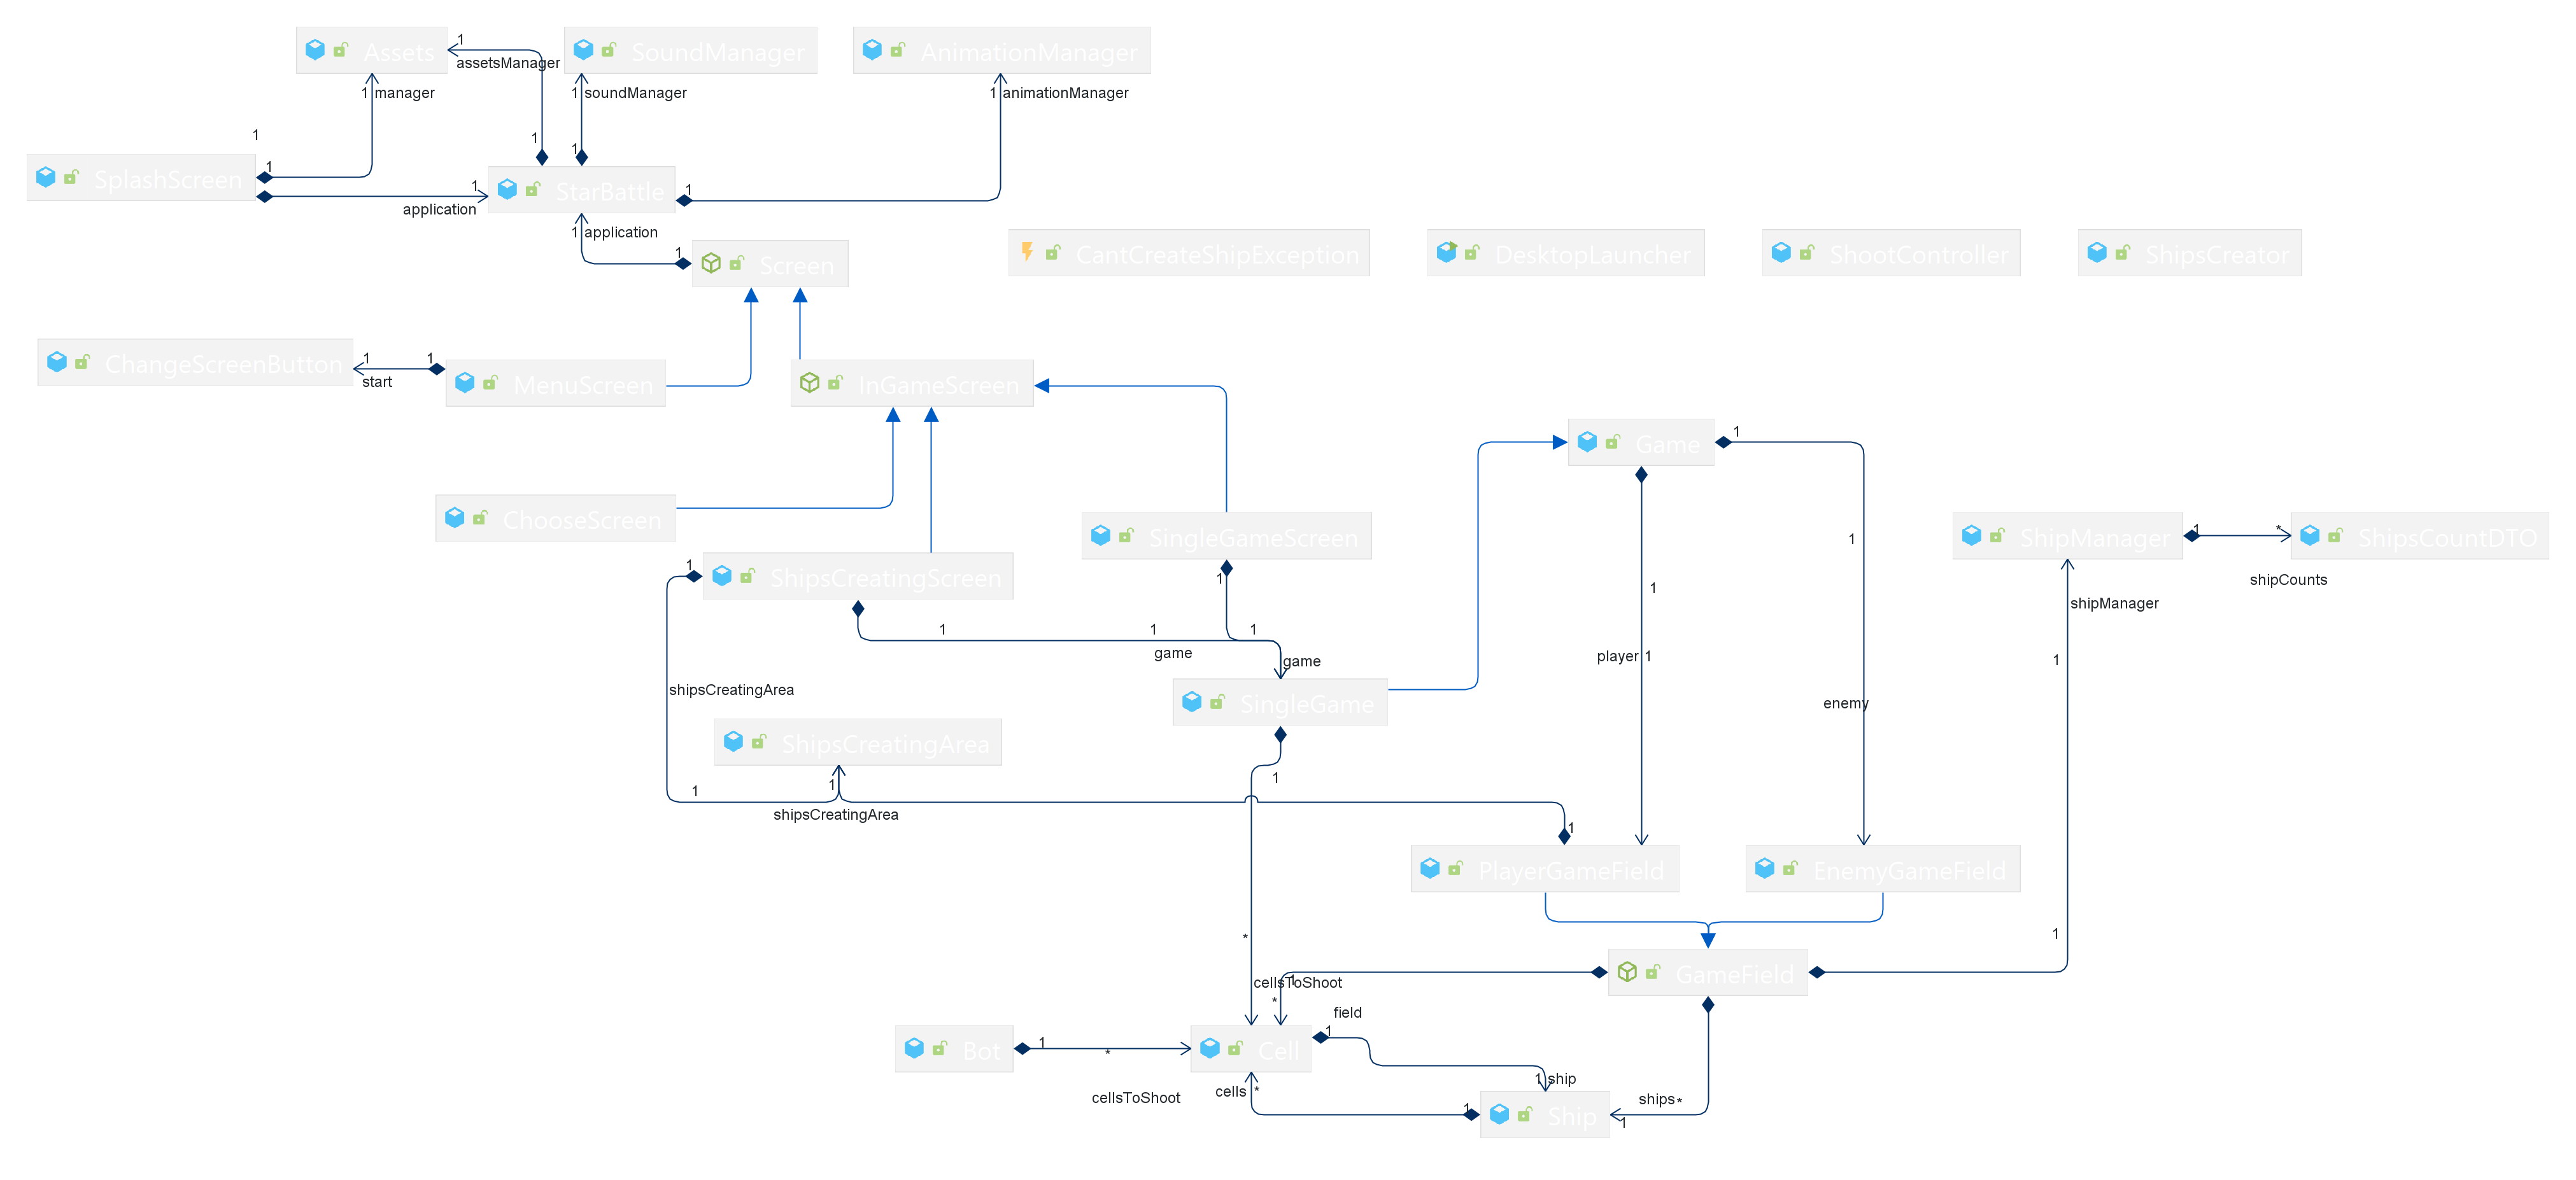 Assets
SoundManager
AnimationManager
1
assetsManager
1 manager
1 soundManager
1 animationManager
1
1
1
1
SplashScreen
1
application
StarBattle
1
1 application
1
Screen
CantCreateShipException
DesktopLauncher
ShootController
ShipsCreator
ChangeScreenButton
1
start
1
MenuScreen
InGameScreen
Game
1
ChooseScreen
SingleGameScreen
1
ShipManager
1
*
ShipsCountDTO
shipCounts
1
ShipsCreatingScreen
1
1
shipManager
1
1
1
game
game
player 1
1
shipsCreatingArea
SingleGame
enemy
ShipsCreatingArea
1
1
1
shipsCreatingArea
1
PlayerGameField
EnemyGameField
*
1
GameField
cellsToShoot
1
*
field
1
Bot
1
*
Cell
cellsToShoot
cells *
1 ship
1
Ship
ships *
1